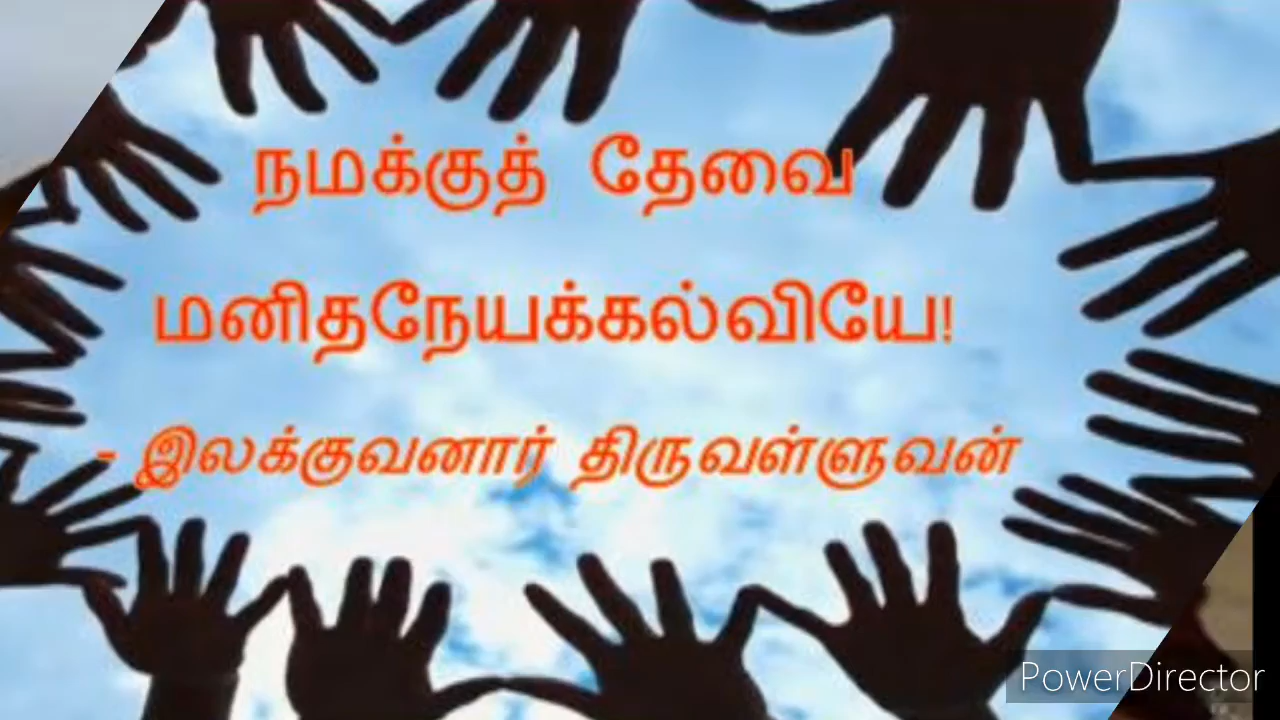 நமக்குத் தேவை
மனிதநேயக்கல்வியே!
- இலக்குவனார் திருவள்ளுவன்
PowerDirector